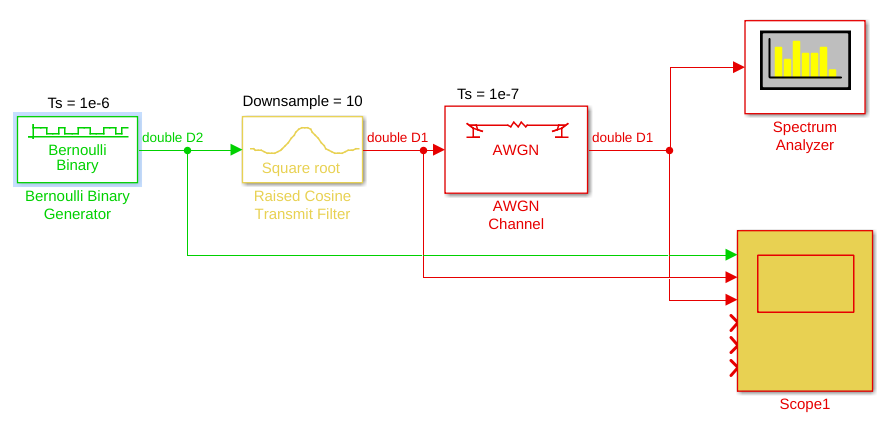 Ts = 1e-6
Bernoulli
Binary
Bernoulli Binary
Generator
double D2
Downsample = 10
Square root
Raised Cosine
Transmit Filter
double D1
Ts = 1e-7
AWGN
AWGN
Channel
double D1
Spectrum
Analyzer
Scope1